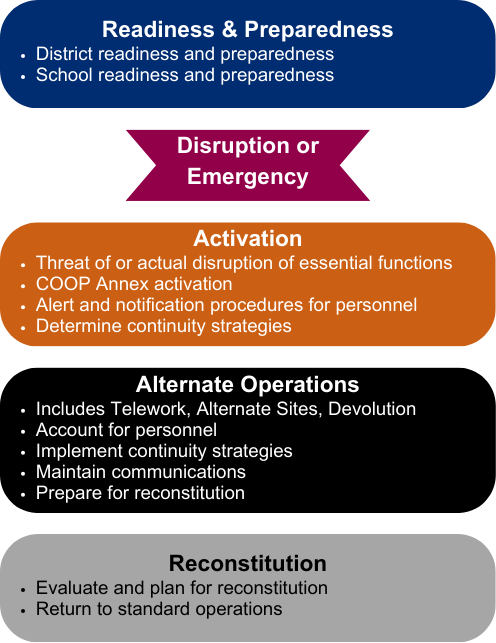 Readiness & Preparedness
• District readiness and preparedness
• School readiness and preparedness
Disruption or
Emergency
Activation
• Threat of or actual disruption of essential functions
• COOP Annex activation
• Alert and notification procedures for personnel
• Determine continuity strategies
Alternate Operations
• Includes Telework, Alternate Sites, Devolution
• Account for personnel
• Implement continuity strategies
• Maintain communications
• Prepare for reconstitution
Reconstitution
• Evaluate and plan for reconstitution
• Return to standard operations